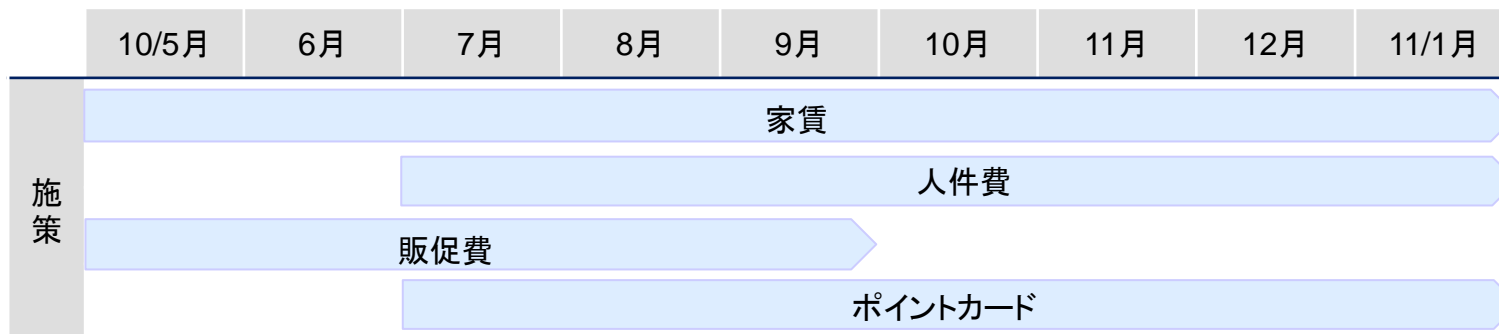 10/5月 6月 7月 8月 9月 10月 11月 12月 11/1月
施策
家賃
人件費
販促費
ポイントカード